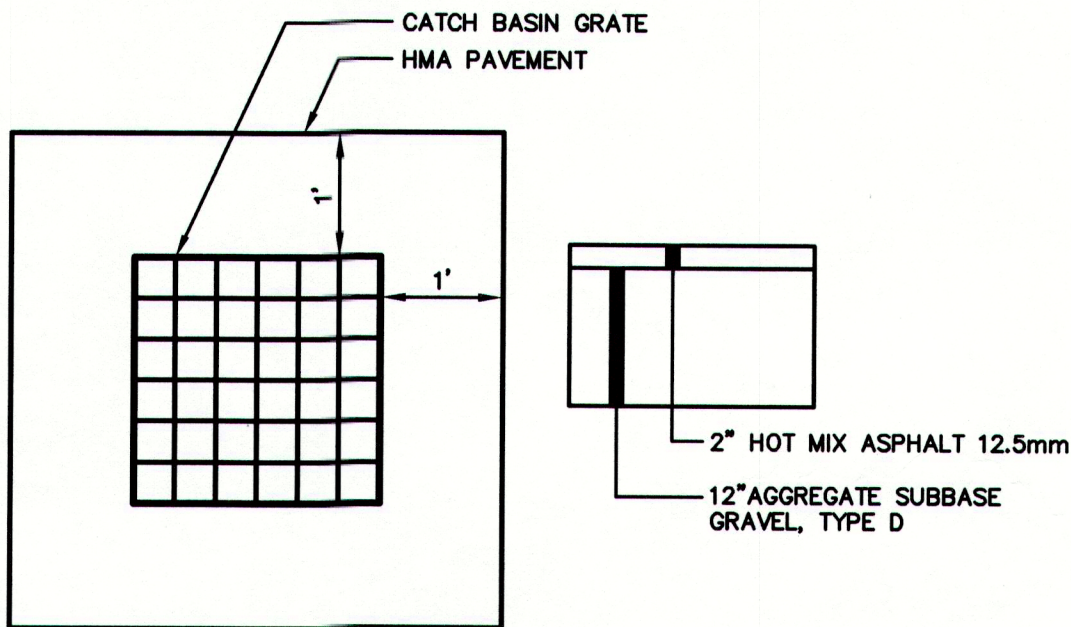 CATCH BASIN GRATE
HMA PAVEMENT
1'
1'
2" HOT MIX ASPHALT 12.5mm
12"AGGREGATE SUBBASE
GRAVEL, TYPE D